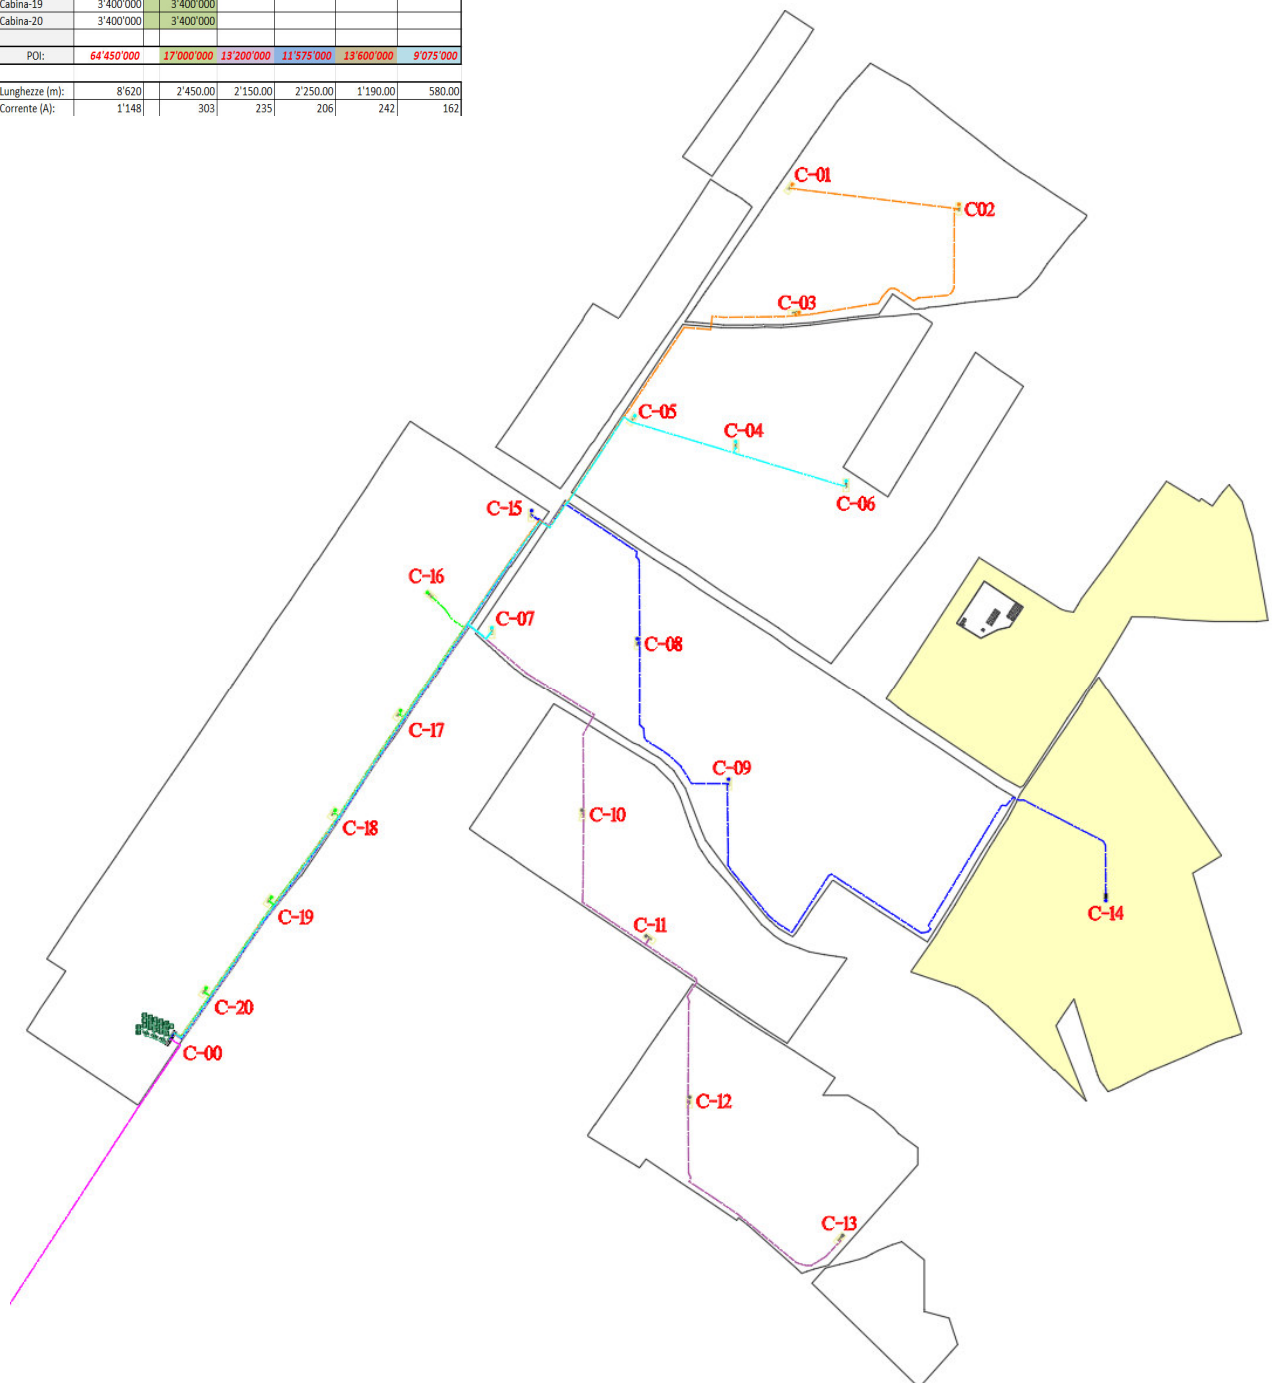 Cabina-19 3'400'000 3'400'000
Cabina-20 3'400'000 3'400'000
POI: 64'450'000 17'000'000 13'200'000 11'575'000 13'600'000 9'075'000
Lunghezze (m): 8'620 2'450.00 2'150.00 2'250.00 1'190.00 580.00
Corrente (A): 1'148 303 235 206 242 162
C-01
C02
C-03
C-05
C-04
C-06
C-15
C-16
C-07
C-08
C-17
C-09
C-10
C-18
C-14
C-19
C-11
C-20
C-00
C-12
C-13